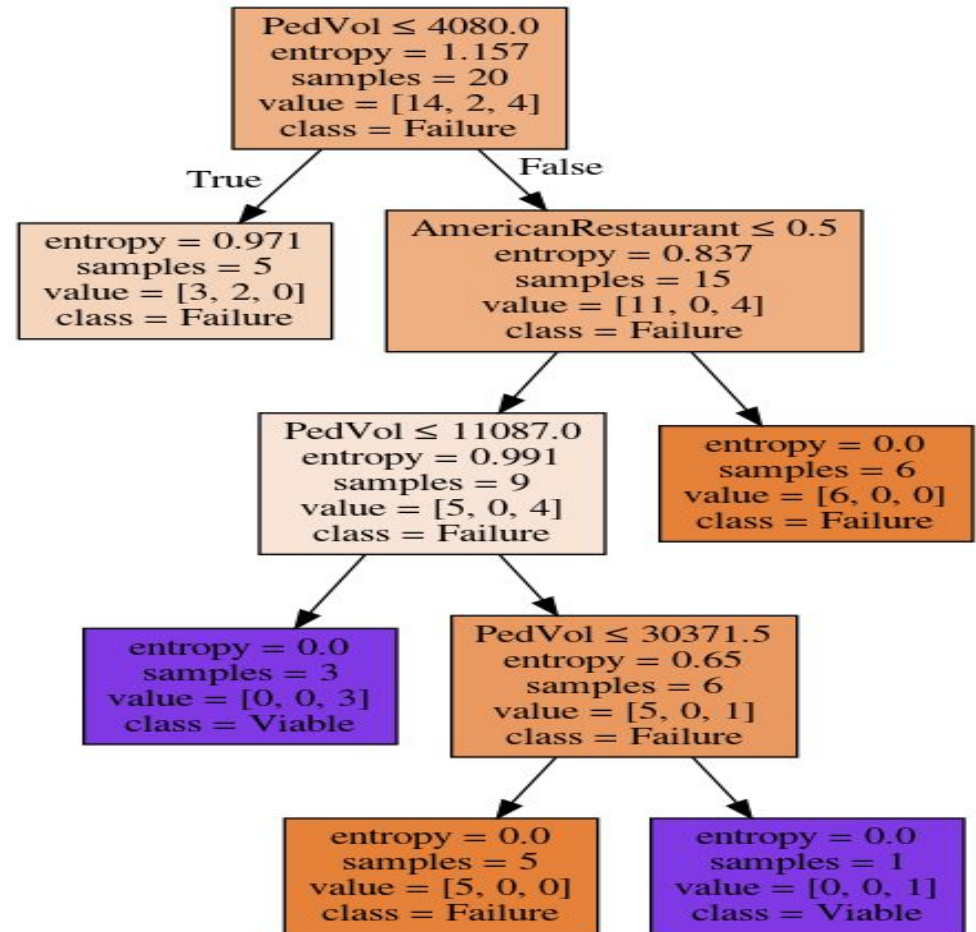 PedVol ≤ 4080.0
entropy = 1.157
samples = 20
value = [14, 2, 4]
class = Failure
True
False
entropy = 0.971
samples = 5
value = [3, 2, 0]
class = Failure
AmericanRestaurant ≤ 0.5
entropy = 0.837
samples = 15
value = [11, 0, 4]
class = Failure
PedVol ≤ 11087.0
entropy = 0.991
samples = 9
value = [5, 0, 4]
class = Failure
entropy = 0.0
samples = 6
value = [6, 0, 0]
class = Failure
entropy = 0.0
samples = 3
value = [0, 0, 3]
class = Viable
PedVol ≤ 30371.5
entropy = 0.65
samples = 6
value = [5, 0, 1]
class = Failure
entropy = 0.0
samples = 5
value = [5, 0, 0]
class = Failure
entropy = 0.0
samples = 1
value = [0, 0, 1]
class = Viable